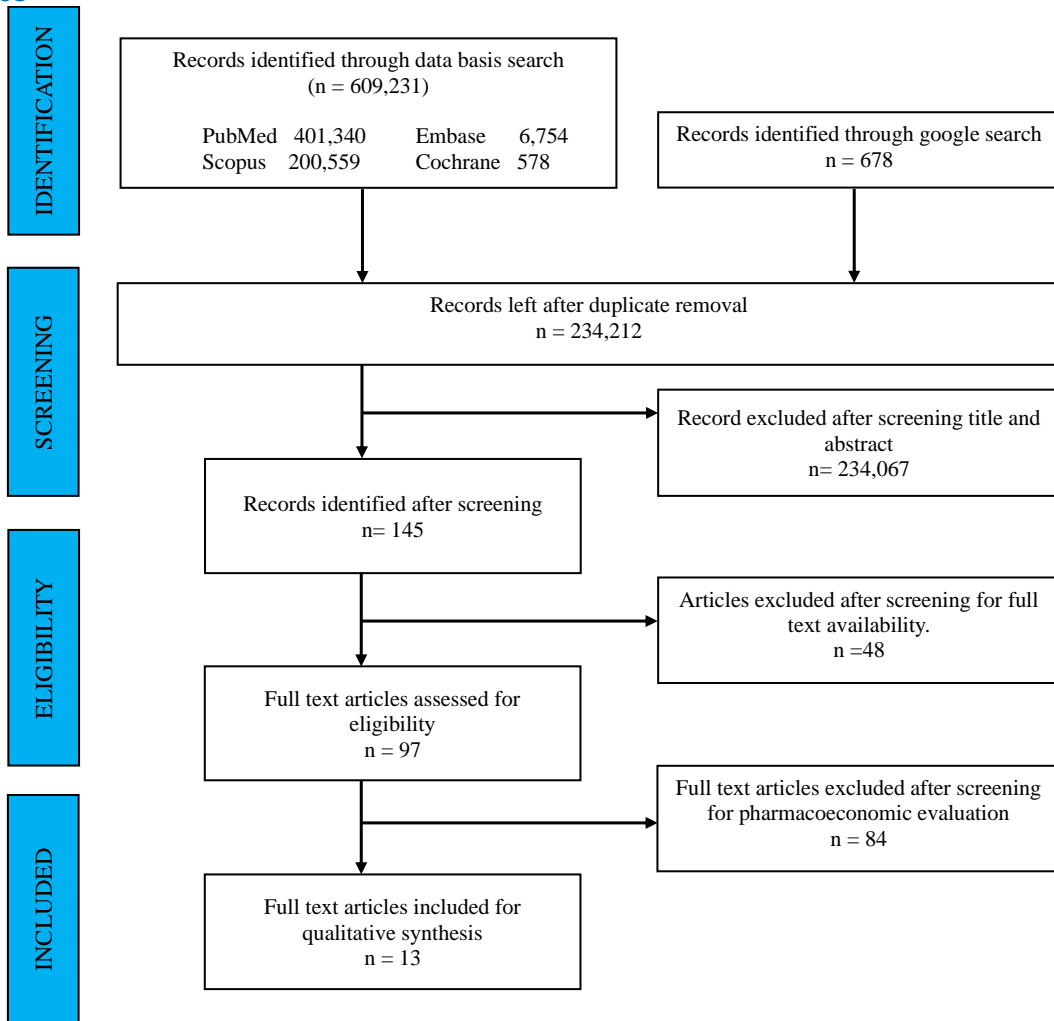 IDENTIFICATION
Records identified through data basis search
(n = 609,231)
PubMed 401,340 Embase 6,754
Scopus 200,559 Cochrane 578
Records identified through google search
n = 678
SCREENING
Records left after duplicate removal
n = 234,212
Record excluded after screening title and
abstract
n= 234,067
Records identified after screening
n= 145
ELIGIBILITY
Articles excluded after screening for full
text availability.
n =48
Full text articles assessed for
eligibility
n = 97
INCLUDED
Full text articles excluded after screening
for pharmacoeconomic evaluation
n = 84
Full text articles included for
qualitative synthesis
n = 13